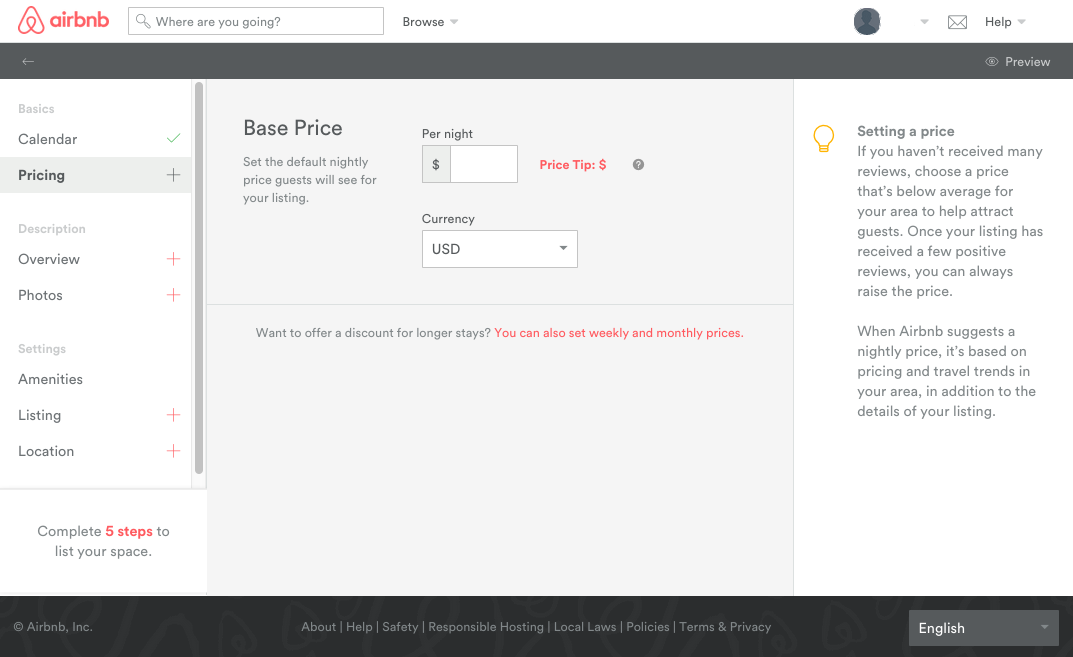 airbnb
Where are you going?
Browse
Help
←
Preview
Basics
Calendar
Pricing
Description
Overview
Photos
Settings
Amenities
Listing
Location
Complete 5 steps to
list your space.
Base Price
Set the default nightly
price guests will see for
your listing.
Per night
$
Price Tip: $
?
Currency
USD
Want to offer a discount for longer stays? You can also set weekly and monthly prices.
Setting a price
If you haven’t received many
reviews, choose a price
that’s below average for
your area to help attract
guests. Once your listing has
received a few positive
reviews, you can always
raise the price.
When Airbnb suggests a
nightly price, it’s based on
pricing and travel trends in
your area, in addition to the
details of your listing.
© Airbnb, Inc.
About | Help | Safety | Responsible Hosting | Local Laws | Policies | Terms & Privacy
English